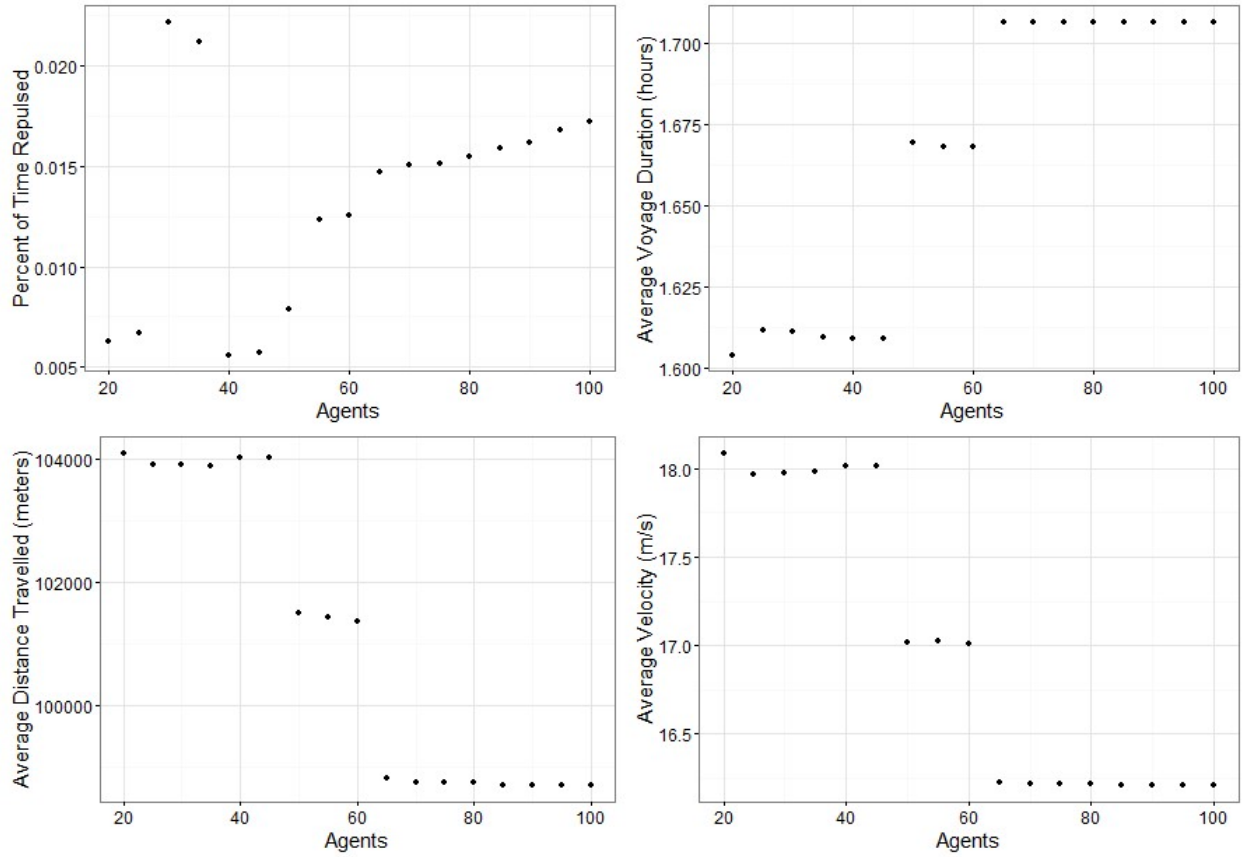 Percent of Time Repulsed
0.020
0.015
0.010
0.005
20 40 60 80 100
Agents
Average Voyage Duration (hours)
1.700
1.675
1.650
1.625
1.600
20 40 60 80 100
Agents
Average Distance Travelled (meters)
104000
102000
100000
20 40 60 80 100
Agents
Average Velocity (m/s)
18.0
17.5
17.0
16.5
20 40 60 80 100
Agents